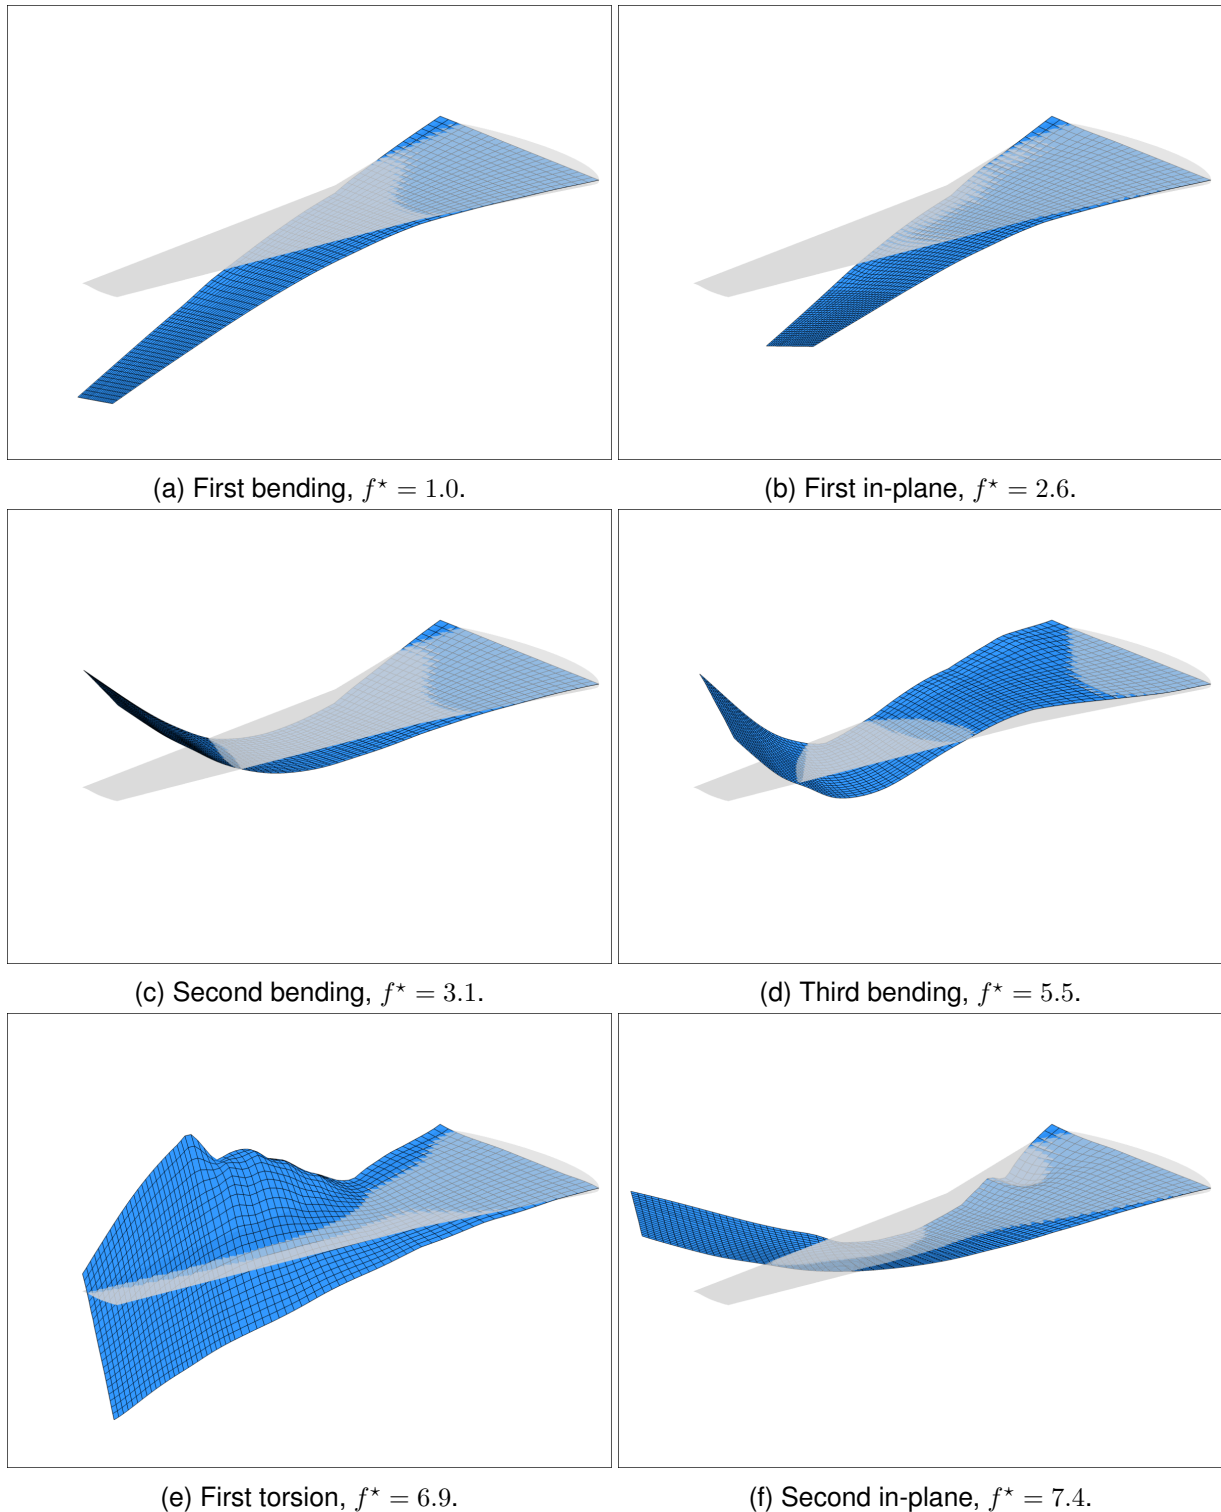 (a) First bending, f⋆ = 1.0.
(b) First in-plane, f⋆ = 2.6.
(c) Second bending, f⋆ = 3.1.
(d) Third bending, f⋆ = 5.5.
(e) First torsion, f⋆ = 6.9.
(f) Second in-plane, f⋆ = 7.4.